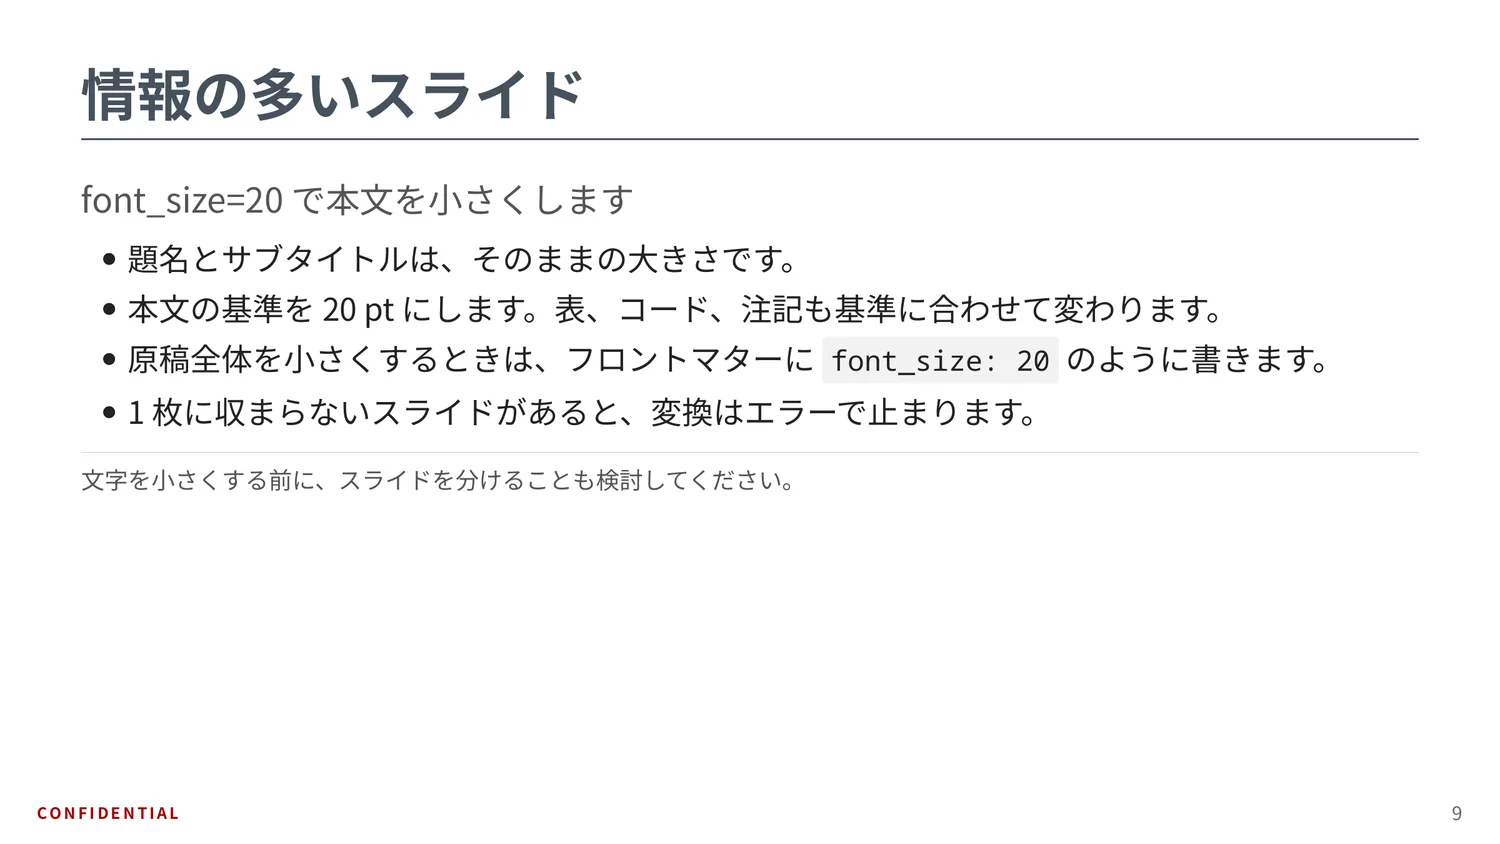 情報の多いスライド
font_size=20 で本文を小さくします
• 題名とサブタイトルは、そのままの大きさです。
• 本文の基準を 20 pt にします。表、コード、注記も基準に合わせて変わります。
• 原稿全体を小さくするときは、フロントマターに font_size: 20 のように書きます。
• 1 枚に収まらないスライドがあると、変換はエラーで止まります。
文字を小さくする前に、スライドを分けることも検討してください。
CONFIDENTIAL
9